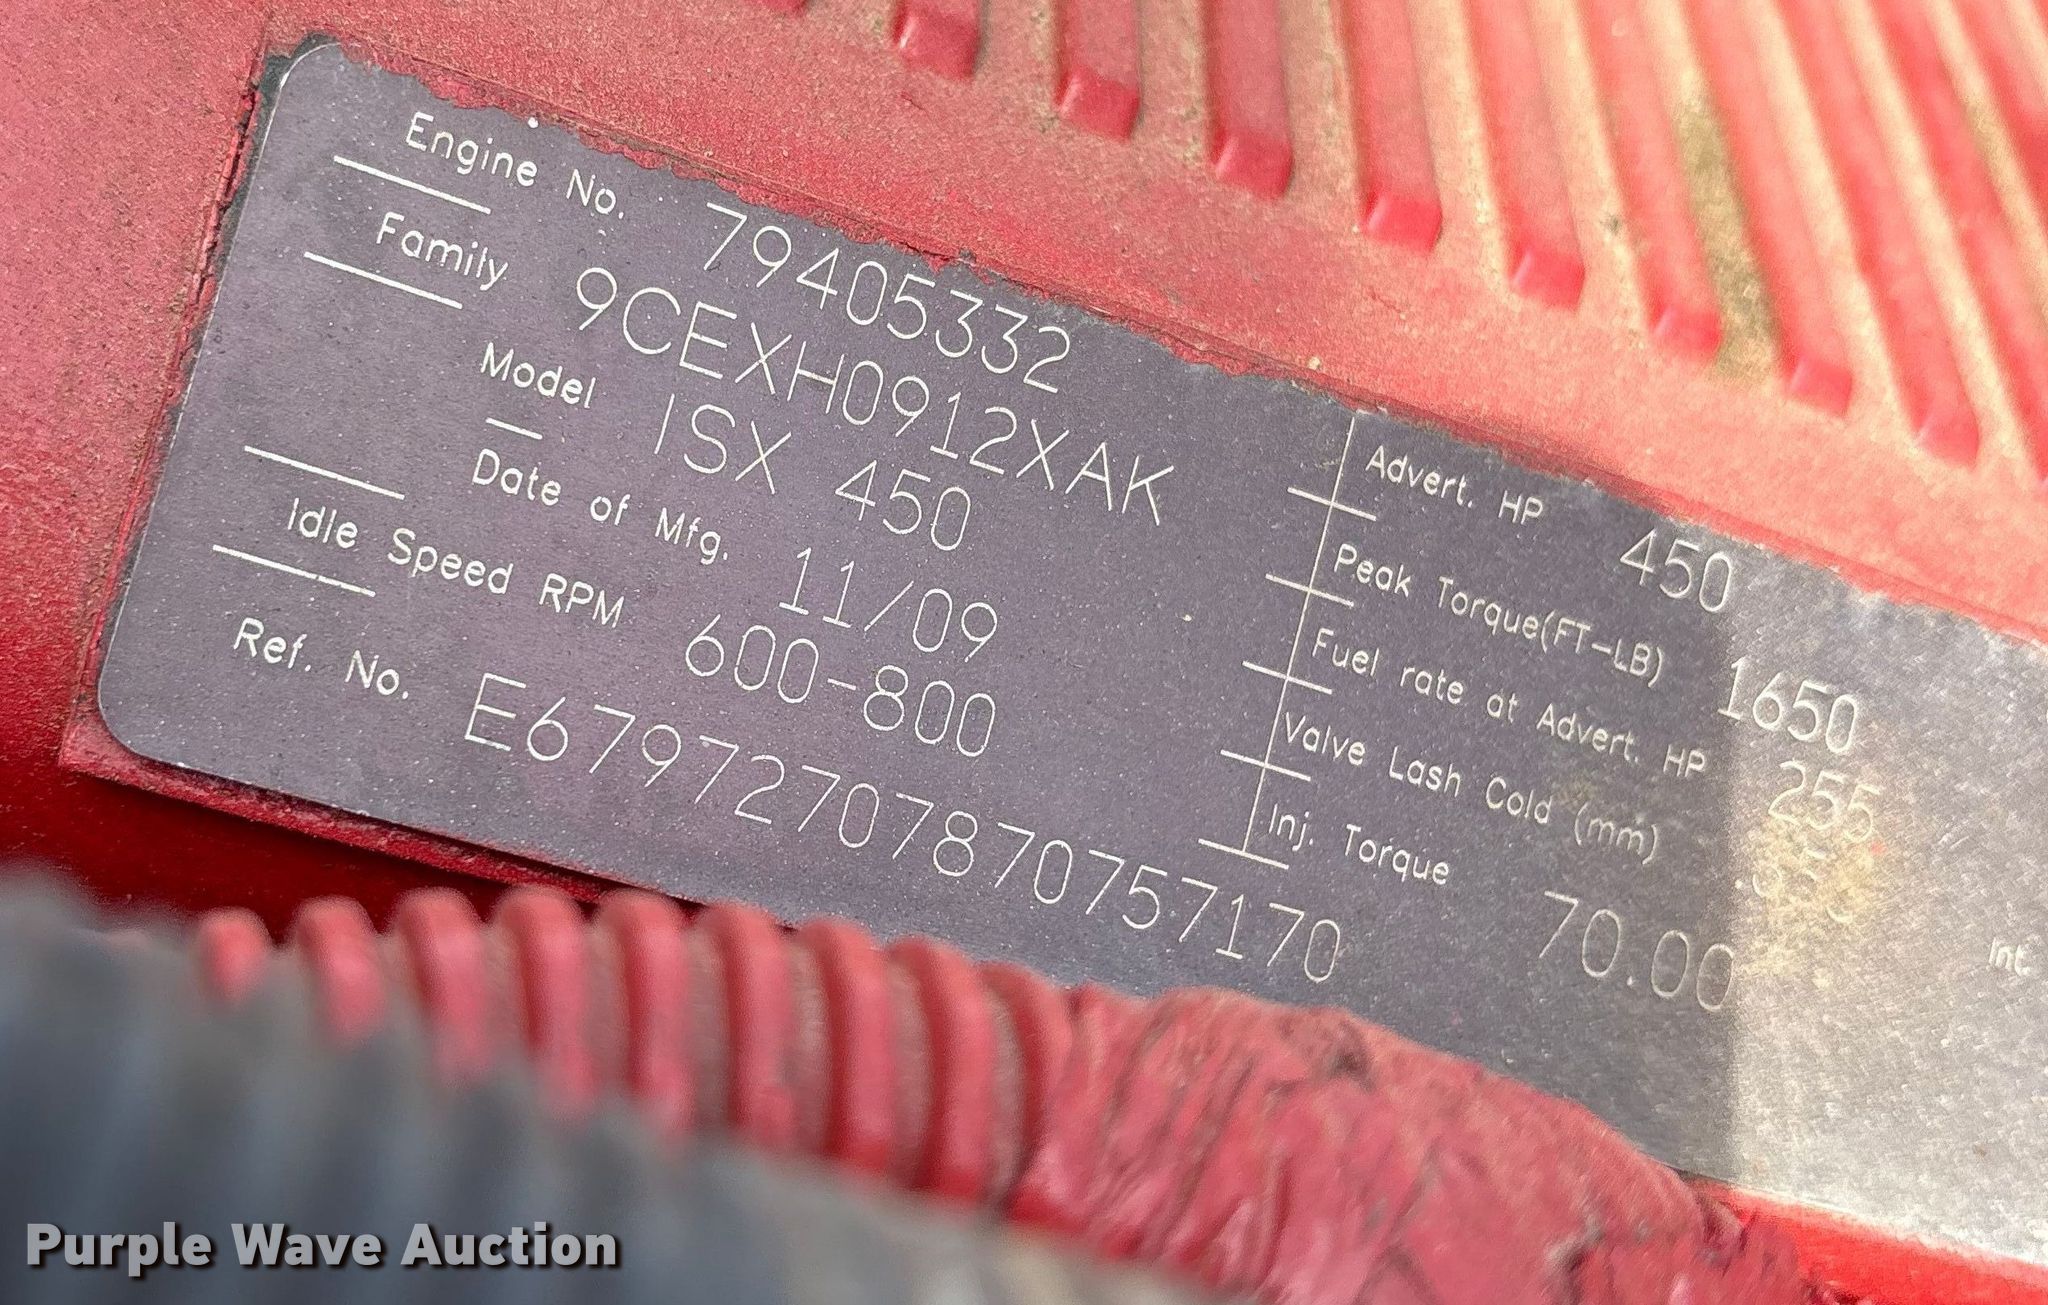 Engine No. 79405332
Family 9CEXH0912XAK
Model ISX 450
Date of Mfg. 11/09
Idle Speed RPM 600-800
Ref. No. E67972707870757170
Advert. HP 450
Peak Torque(FT-LB) 1650
Fuel rate at Advert. HP 255
Valve Lash Cold (mm)
Inj. Torque 70.00
Int.
Purple Wave Auction